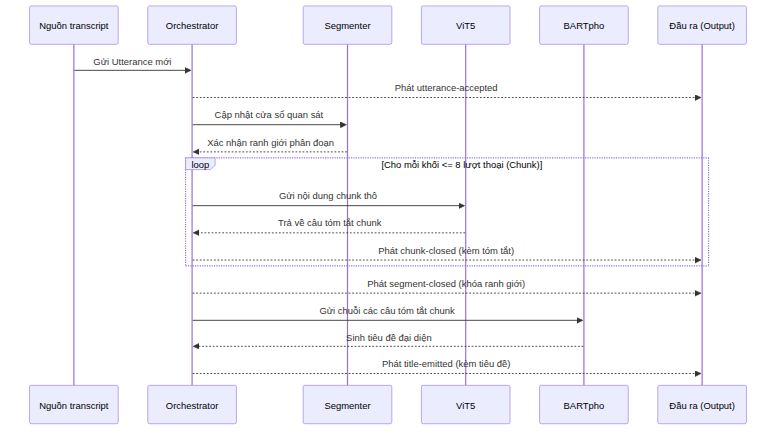 Nguồn transcript
Orchestrator
Segmenter
ViT5
BARTpho
Đầu ra (Output)
Gửi Utterance mới
Phát utterance-accepted
Cập nhật cửa sổ quan sát
Xác nhận ranh giới phân đoạn
loop
[Cho mỗi khối <= 8 lượt thoại (Chunk)]
Gửi nội dung chunk thô
Trả về câu tóm tắt chunk
Phát chunk-closed (kèm tóm tắt)
Phát segment-closed (khóa ranh giới)
Gửi chuỗi các câu tóm tắt chunk
Sinh tiêu đề đại diện
Phát title-emitted (kèm tiêu đề)
Nguồn transcript
Orchestrator
Segmenter
ViT5
BARTpho
Đầu ra (Output)